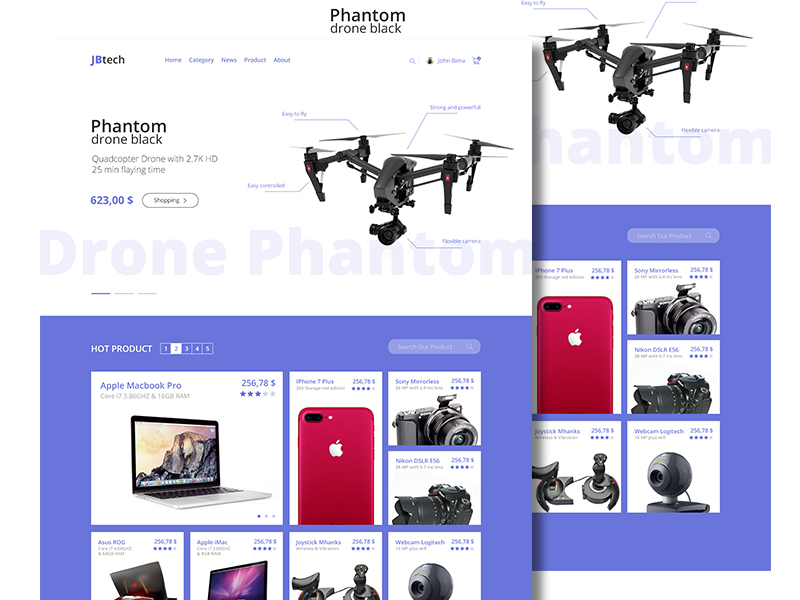 Phantom
drone black
JBtech
Home Category News Product About
John Bima
Phantom
drone black
Quadcopter Drone with 2.7K HD
25 min flaying time
623,00 $ Shopping
Easy to fly
Strong and powerfull
Easy controlled
Flexible camera
Drone Phantom
HOT PRODUCT 1 2 3 4 5
Search Our Product
Apple Macbook Pro 256,78 $
Core i7 3.86GHZ & 16GB RAM
IPhone 7 Plus 256,78 $
265 Storage red edition
Sony Mirrorless 256,78 $
26 MP with 2.4 inc lens
Nikon DSLR E56 256,78 $
26 MP with 5.7 inc lens
Asus ROG 256,78 $
Core i7 4.00GHZ
& 64GB RAM
Apple iMac 256,78 $
Core i7 3.00GHZ
& 8GB RAM
Joystick Mhanks 256,78 $
Wireless & Vibration
Webcam Logitech 256,78 $
16 MP plus wifi
Easy to fly
Flexible camera
hantom
Search Our Product
IPhone 7 Plus 256,78 $
265 Storage red edition
Sony Mirrorless 256,78 $
26 MP with 2.4 inc lens
Nikon DSLR E56 256,78 $
26 MP with 5.7 inc lens
Joystick Mhanks 256,78 $
Wireless & Vibration
Webcam Logitech 256,78 $
16 MP plus wifi